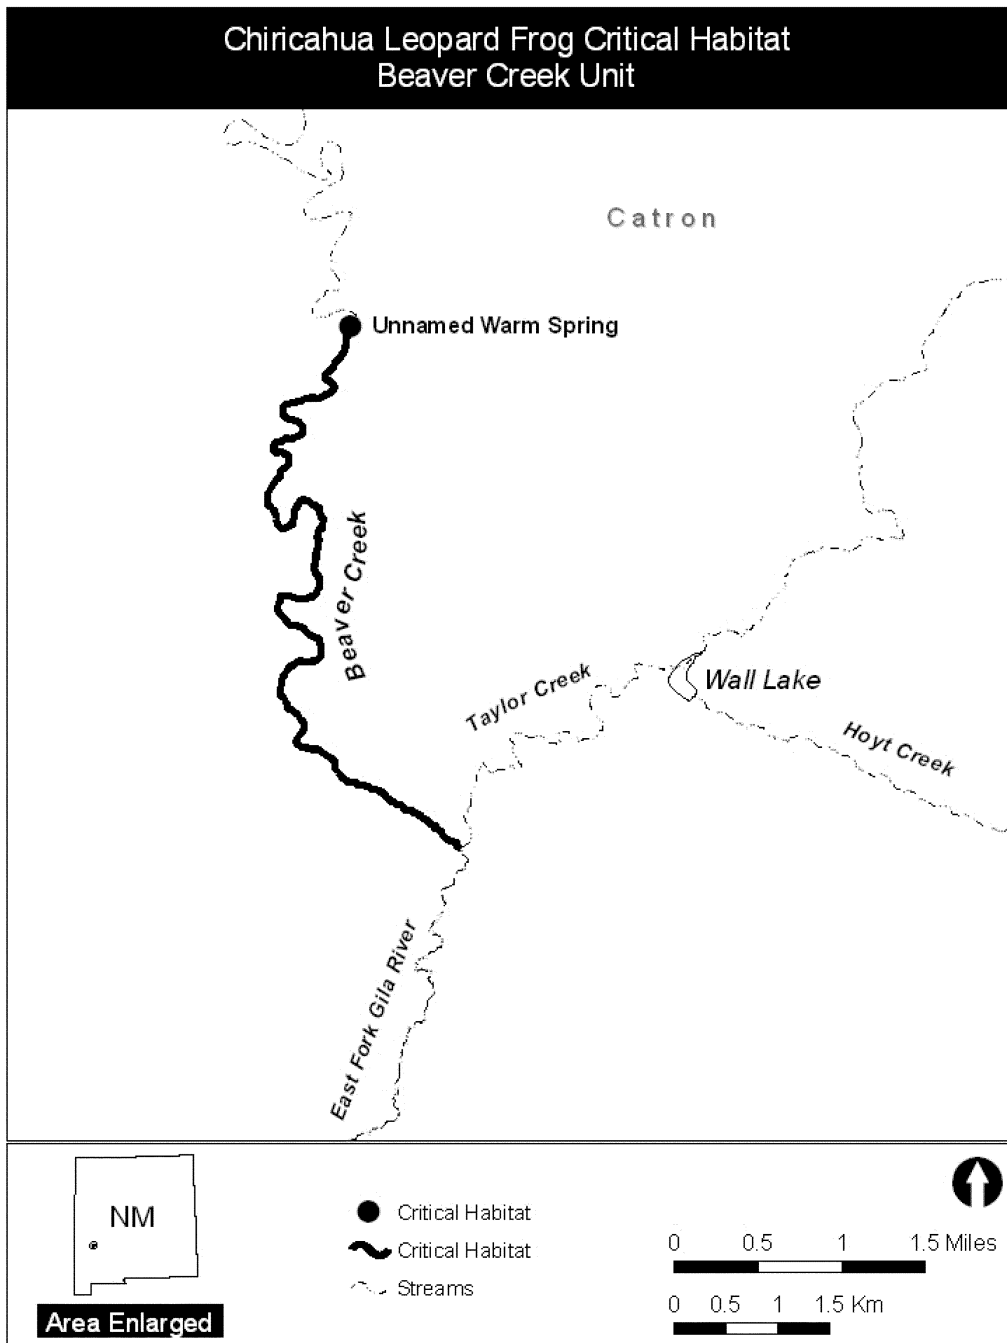 Chiricahua Leopard Frog Critical Habitat
Beaver Creek Unit
Catron
Unnamed Warm Spring
Beaver Creek
Taylor Creek
Wall Lake
Hoyt Creek
East Fork Gila River
NM
Area Enlarged
Critical Habitat
Critical Habitat
Streams
0 0.5 1 1.5 Miles
0 0.5 1 1.5 Km